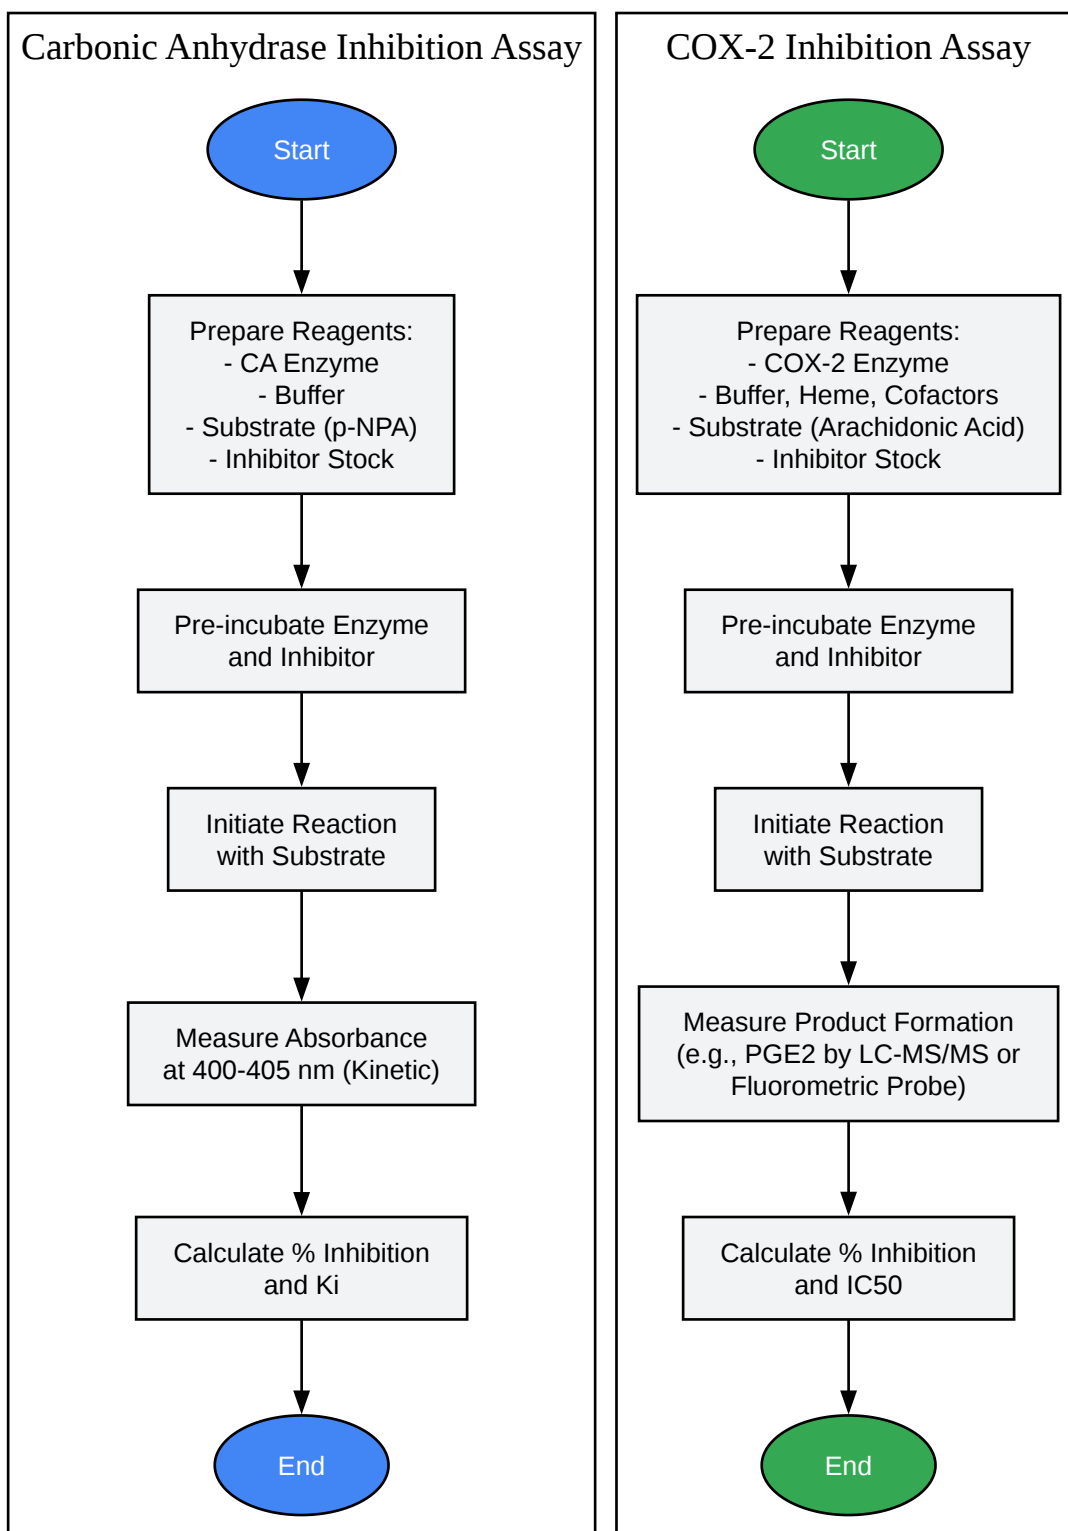 Carbonic Anhydrase Inhibition Assay
Start
Prepare Reagents:
- CA Enzyme
- Buffer
- Substrate (p-NPA)
- Inhibitor Stock
Pre-incubate Enzyme
and Inhibitor
Initiate Reaction
with Substrate
Measure Absorbance
at 400-405 nm (Kinetic)
Calculate % Inhibition
and Ki
End
COX-2 Inhibition Assay
Start
Prepare Reagents:
- COX-2 Enzyme
- Buffer, Heme, Cofactors
- Substrate (Arachidonic Acid)
- Inhibitor Stock
Pre-incubate Enzyme
and Inhibitor
Initiate Reaction
with Substrate
Measure Product Formation
(e.g., PGE2 by LC-MS/MS or
Fluorometric Probe)
Calculate % Inhibition
and IC50
End